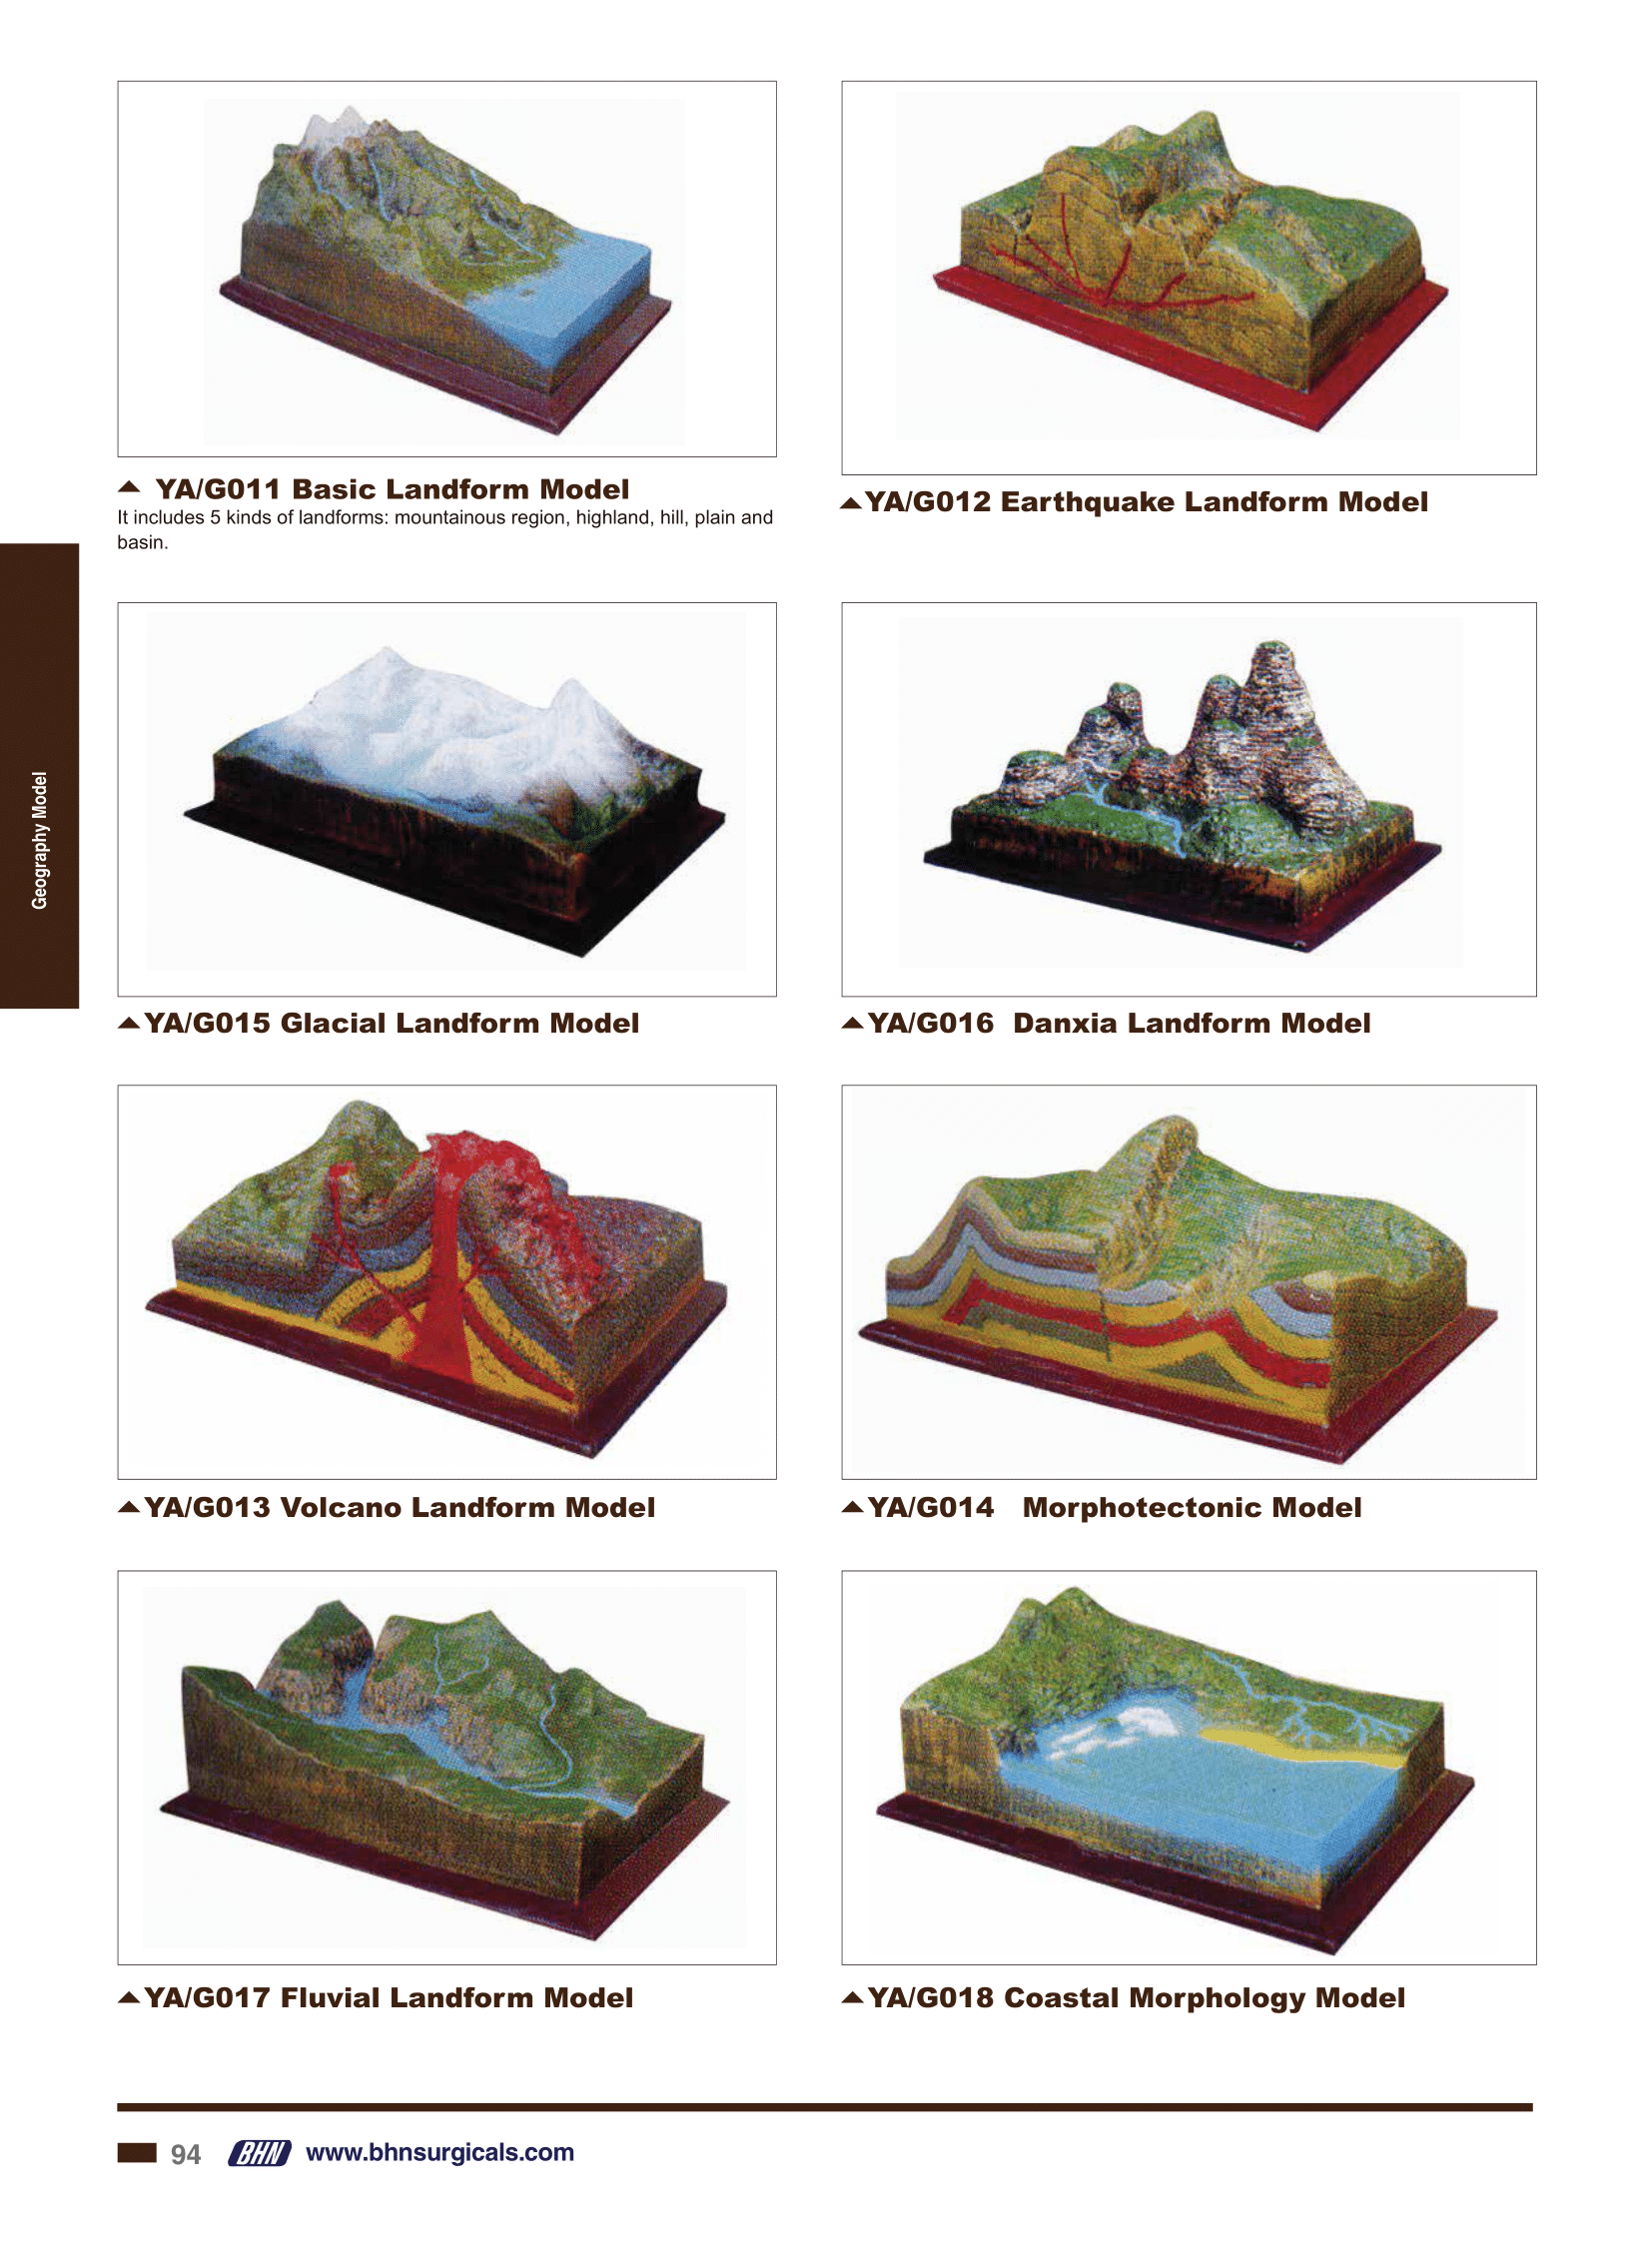 YA/G011 Basic Landform Model
It includes 5 kinds of landforms: mountainous region, highland, hill, plain and
basin.
YA/G012 Earthquake Landform Model
Geography Model
YA/G015 Glacial Landform Model
YA/G016 Danxia Landform Model
YA/G013 Volcano Landform Model
YA/G014 Morphotectonic Model
YA/G017 Fluvial Landform Model
YA/G018 Coastal Morphology Model
94 BHN www.bhnsurgicals.com